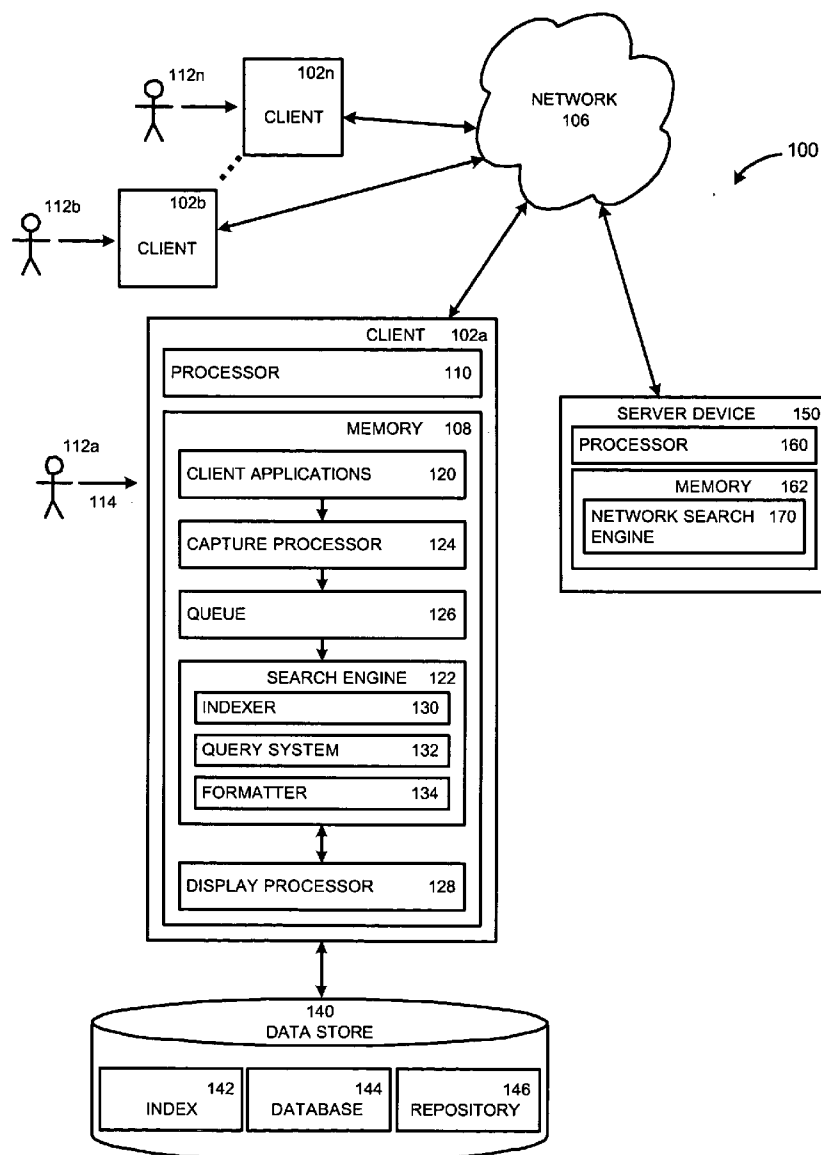 112n
102n
CLIENT
NETWORK
106
100
112b
102b
CLIENT
CLIENT 102a
PROCESSOR 110
MEMORY 108
112a
114
CLIENT APPLICATIONS 120
CAPTURE PROCESSOR 124
QUEUE 126
SEARCH ENGINE 122
INDEXER 130
QUERY SYSTEM 132
FORMATTER 134
DISPLAY PROCESSOR 128
SERVER DEVICE 150
PROCESSOR 160
MEMORY 162
NETWORK SEARCH 170
ENGINE
140
DATA STORE
142
INDEX
144
DATABASE
146
REPOSITORY